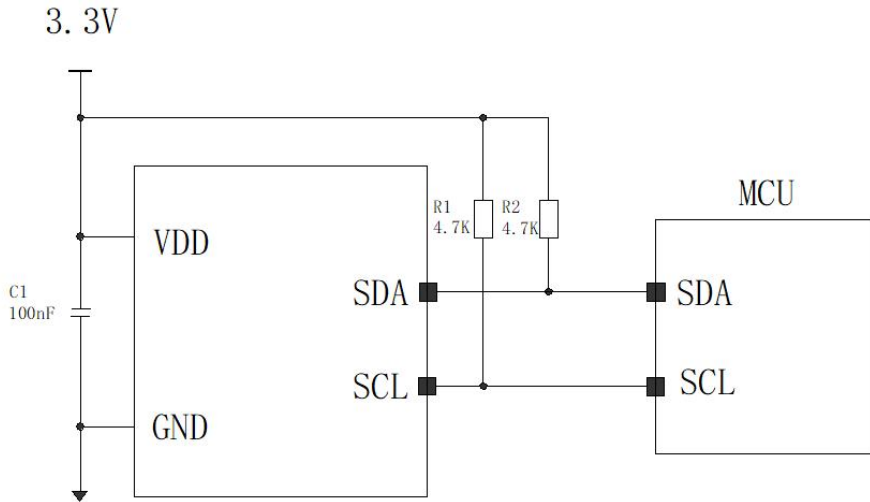 3.3V
MCU
R1 R2
4.7K 4.7K
VDD
SDA SDA
C1
100nF
SCL SCL
GND